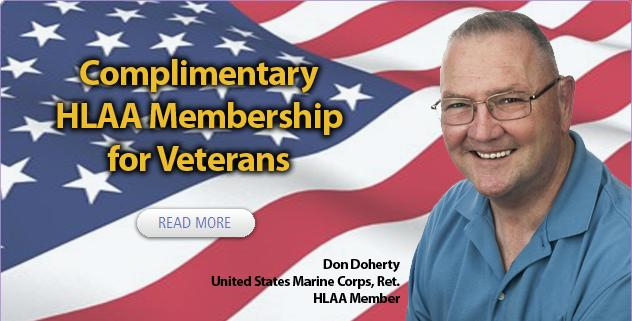 Complimentary
HLAA Membership
for Veterans
READ MORE
Don Doherty
United States Marine Corps, Ret.
HLAA Member